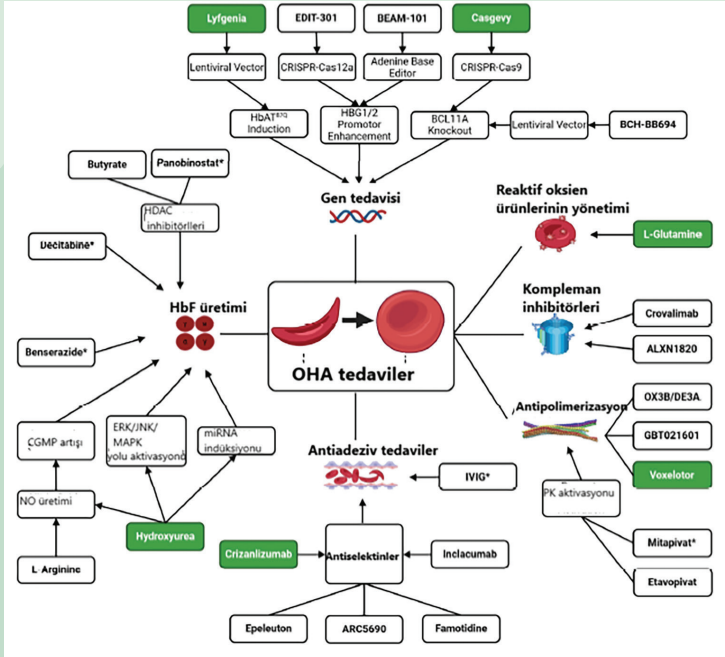 Lyfgenia
EDIT-301
BEAM-101
Casgevy
Lentiviral Vector
CRISPR-Cas12a
Adenine Base
Editor
CRISPR-Cas9
HbAT⁸⁷Q
Induction
HBG1/2
Promotor
Enhancement
BCL11A
Knockout
Lentiviral Vector
BCH-BB694
Butyrate
Panobinostat*
HDAC
inhibitörlleri
Gen tedavisi
Reaktif oksien
ürünlerinin yönetimi
L-Glutamine
Decitabine*
HbF üretimi
Kompleman
inhibitörleri
Crovalimab
ALXN1820
Benserazide*
OHA tedaviler
Antipolimerizasyon
OX3B/DE3A
GBT021601
Voxelotor
CGMP artışı
ERK/JNK/
MAPK
yolu aktivasyonu
miRNA
indüksiyonu
Antiadeziv tedaviler
IVIG*
PK aktivasyonu
NO üretimi
Hydroxyurea
Crizanlizumab
Antiselektinler
Inclacumab
Mitapivat*
L-Arginine
Etavopivat
Epeleuton
ARC5690
Famotidine